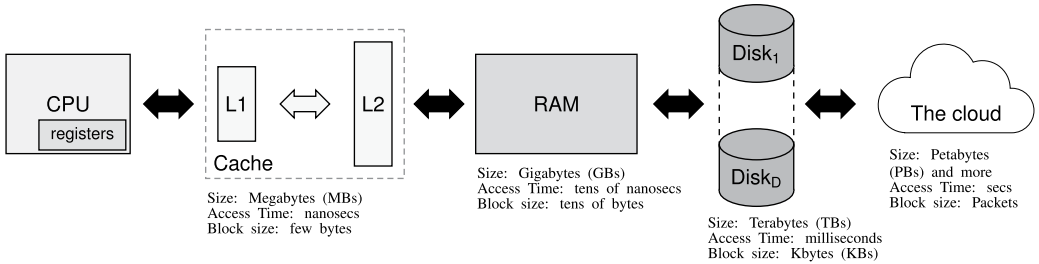 CPU
registers
L1
L2
Cache
Size: Megabytes (MBs)
Access Time: nanosecs
Block size: few bytes
RAM
Size: Gigabytes (GBs)
Access Time: tens of nanosecs
Block size: tens of bytes
Disk1
DiskD
Size: Terabytes (TBs)
Access Time: milliseconds
Block size: Kbytes (KBs)
The cloud
Size: Petabytes
(PBs) and more
Access Time: secs
Block size: Packets